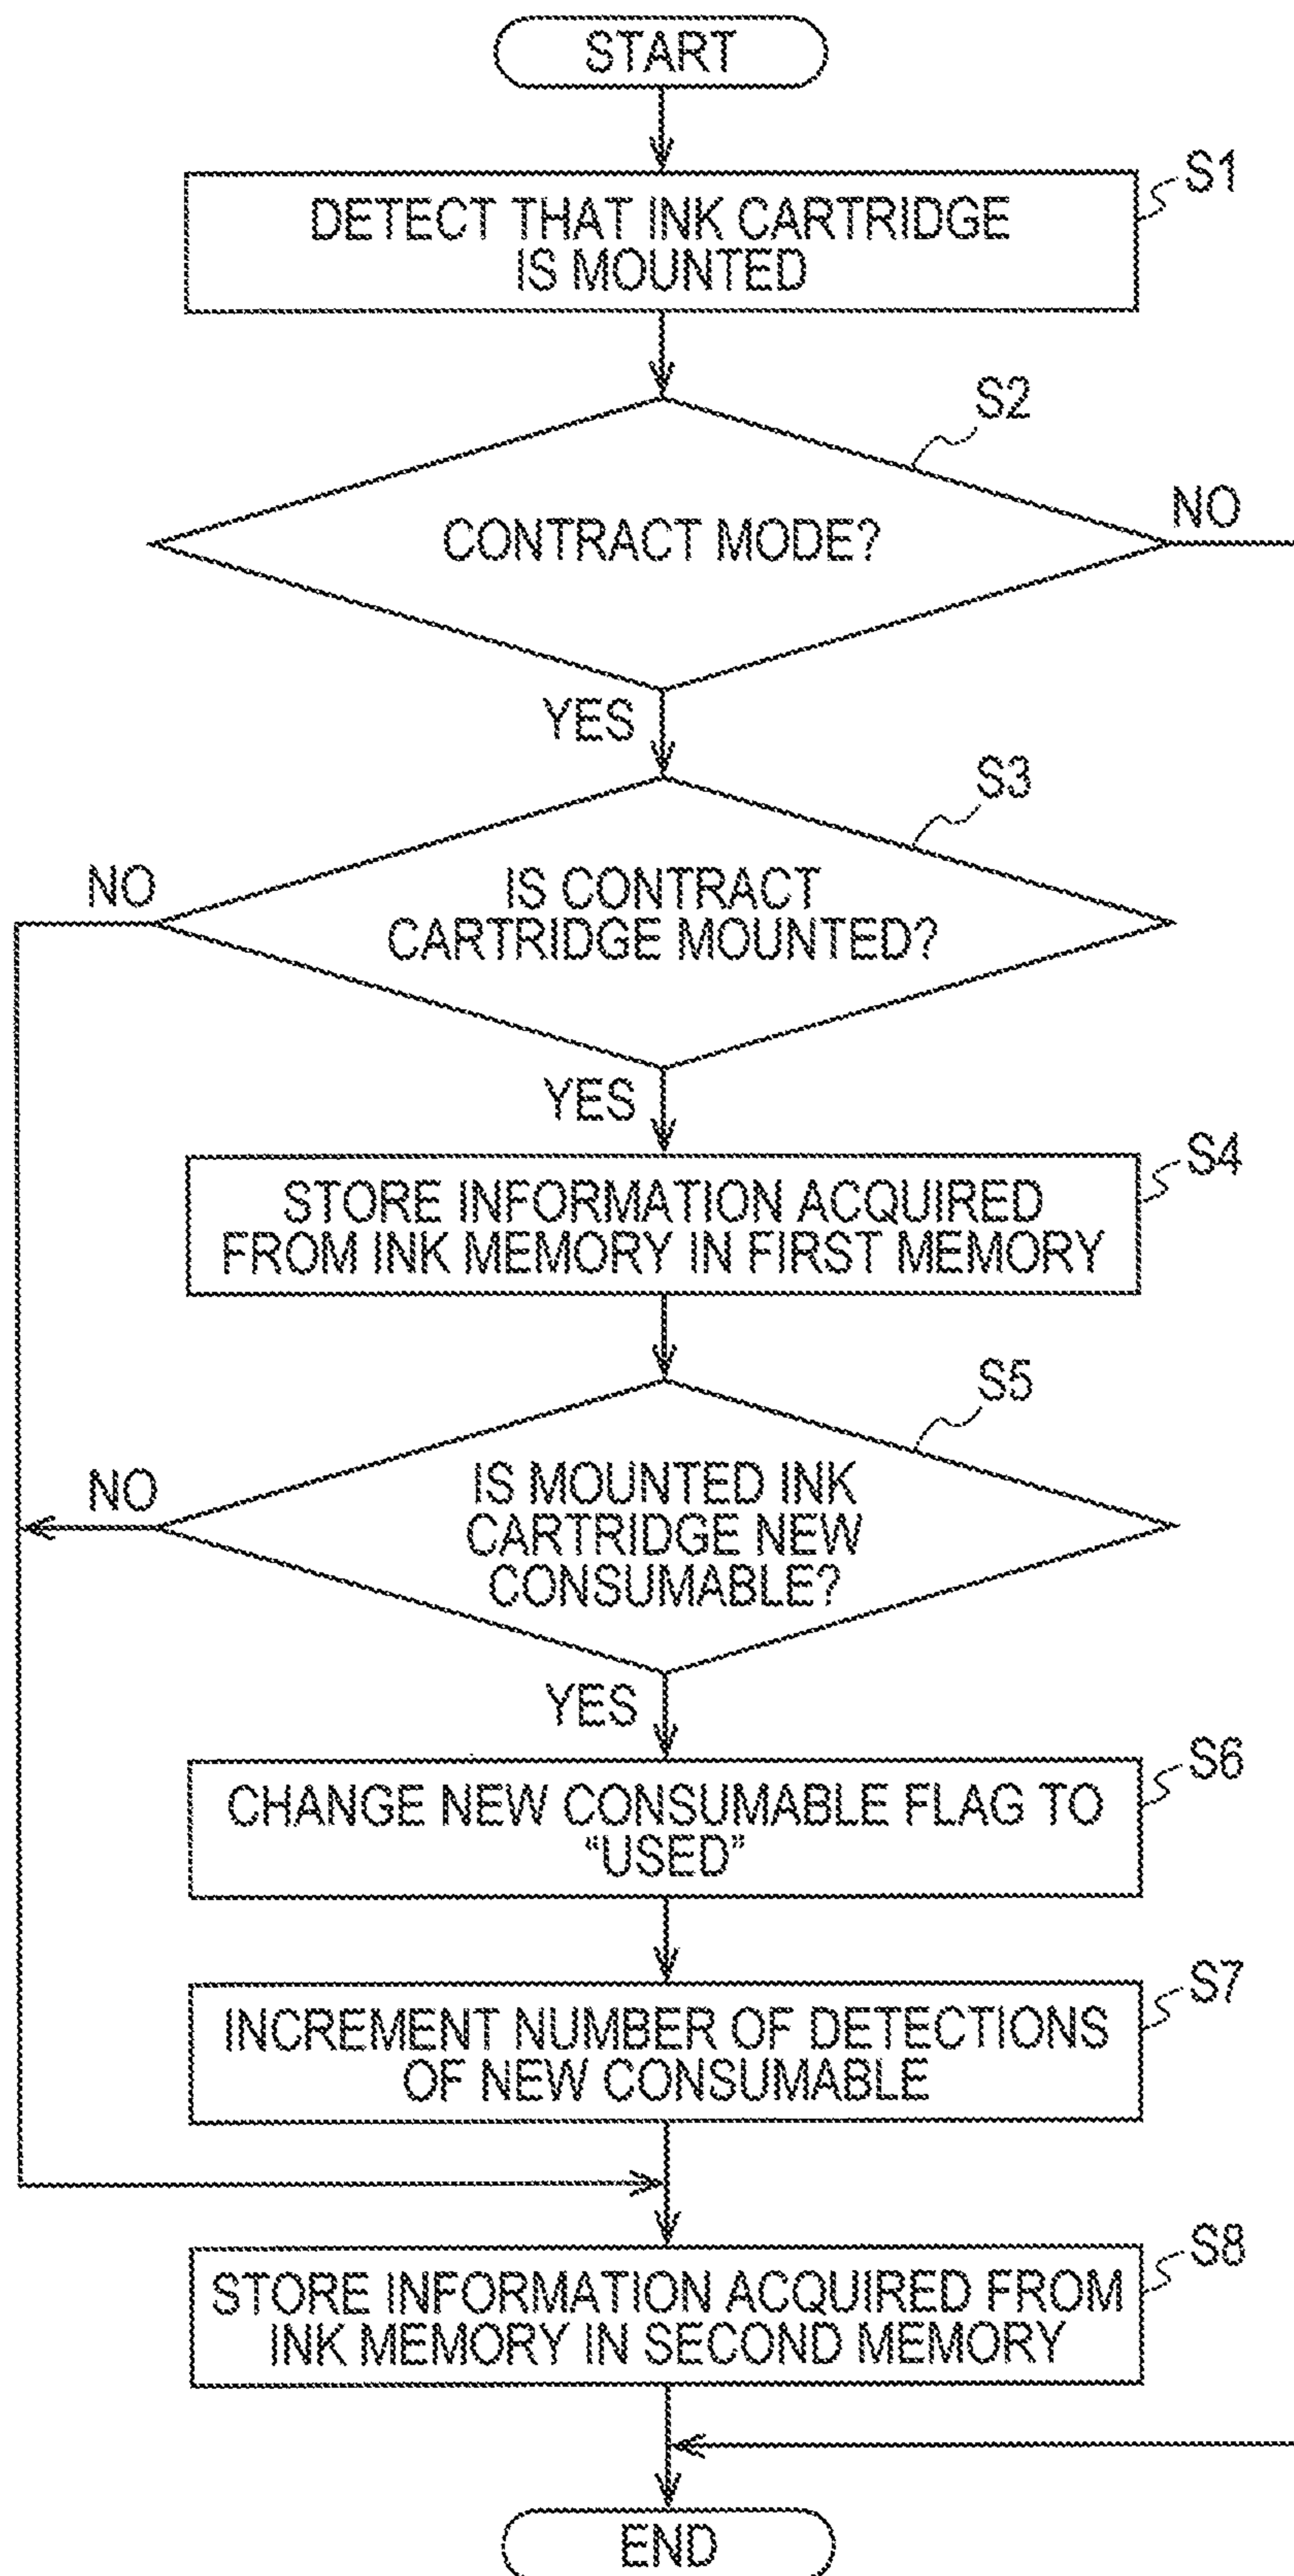 START
S1
DETECT THAT INK CARTRIDGE
IS MOUNTED
S2
CONTRACT MODE?
NO
YES
S3
IS CONTRACT
CARTRIDGE MOUNTED?
NO
YES
S4
STORE INFORMATION ACQUIRED
FROM INK MEMORY IN FIRST MEMORY
S5
IS MOUNTED INK
CARTRIDGE NEW
CONSUMABLE?
NO
YES
S6
CHANGE NEW CONSUMABLE FLAG TO
“USED”
S7
INCREMENT NUMBER OF DETECTIONS
OF NEW CONSUMABLE
S8
STORE INFORMATION ACQUIRED FROM
INK MEMORY IN SECOND MEMORY
END